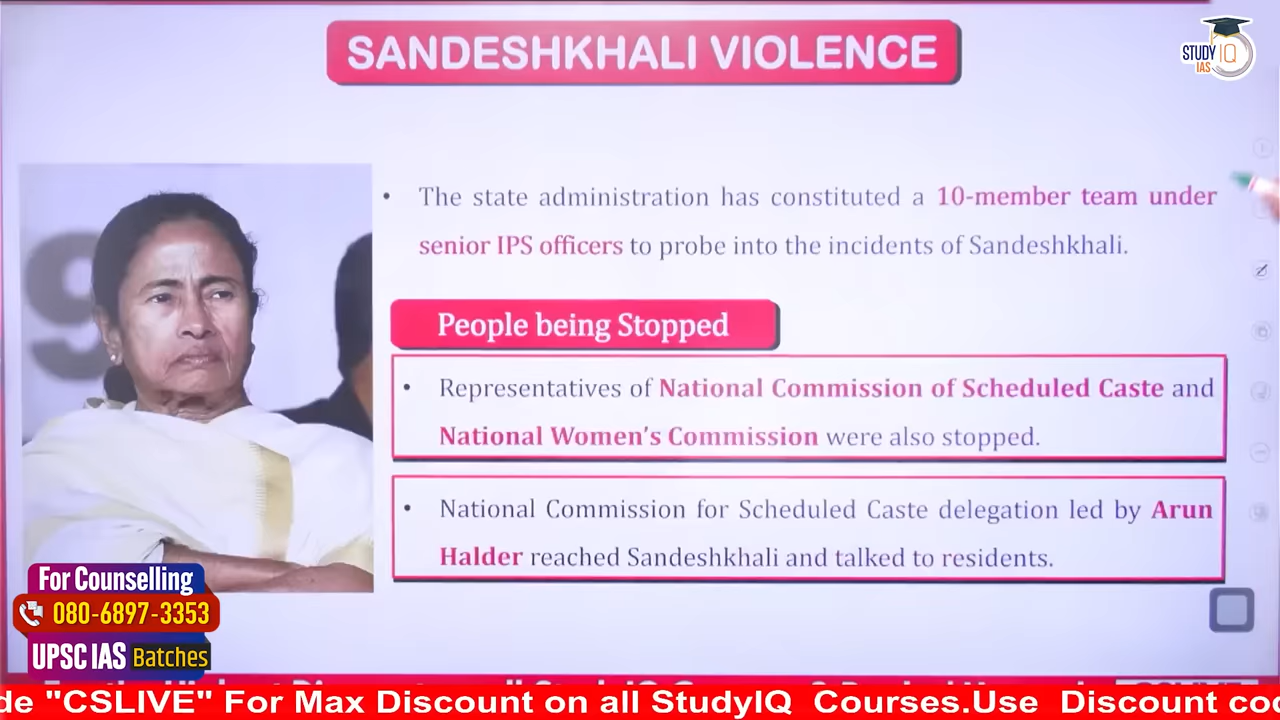 SANDESHKHALI VIOLENCE
STUDY IQ
IAS
• The state administration has constituted a 10-member team under
senior IPS officers to probe into the incidents of Sandeshkhali.
People being Stopped
• Representatives of National Commission of Scheduled Caste and
National Women's Commission were also stopped.
• National Commission for Scheduled Caste delegation led by Arun
Halder reached Sandeshkhali and talked to residents.
9
For Counselling
080-6897-3353
UPSC IAS Batches
de "CSLIVE" For Max Discount on all StudyIQ Courses.Use Discount co